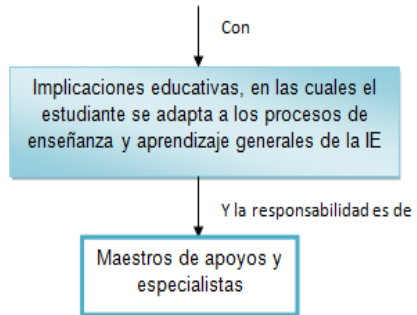 Con
Implicaciones educativas, en las cuales el
estudiante se adapta a los procesos de
enseñanza y aprendizaje generales de la IE
Y la responsabilidad es de
Maestros de apoyos y
especialistas